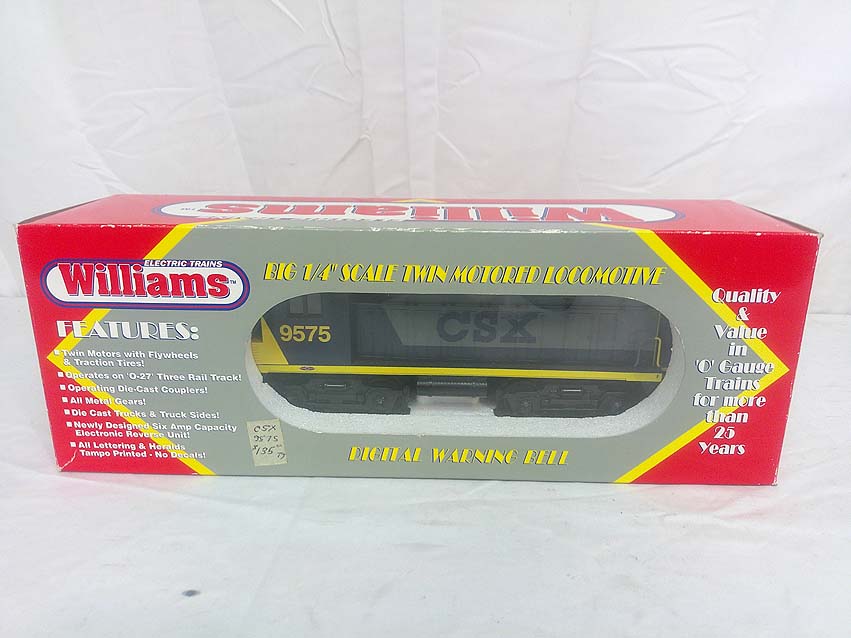 Williams
ELECTRIC TRAINS
Williams™
BIG 1/4" SCALE TWIN MOTORED LOCOMOTIVE
FEATURES:
Twin Motors with Flywheels
& Traction Tires!
Operates on 'O-27' Three Rail Track!
Operating Die-Cast Couplers!
All Metal Gears!
Die Cast Trucks & Truck Sides!
Newly Designed Six Amp Capacity
Electronic Reverse Unit!
All Lettering & Heralds
Tampo Printed - No Decals!
9575
CSX
CSX
9575
$135
DIGITAL WARNING BELL
Quality
&
Value
in
'O' Gauge
Trains
for more
than
25
Years